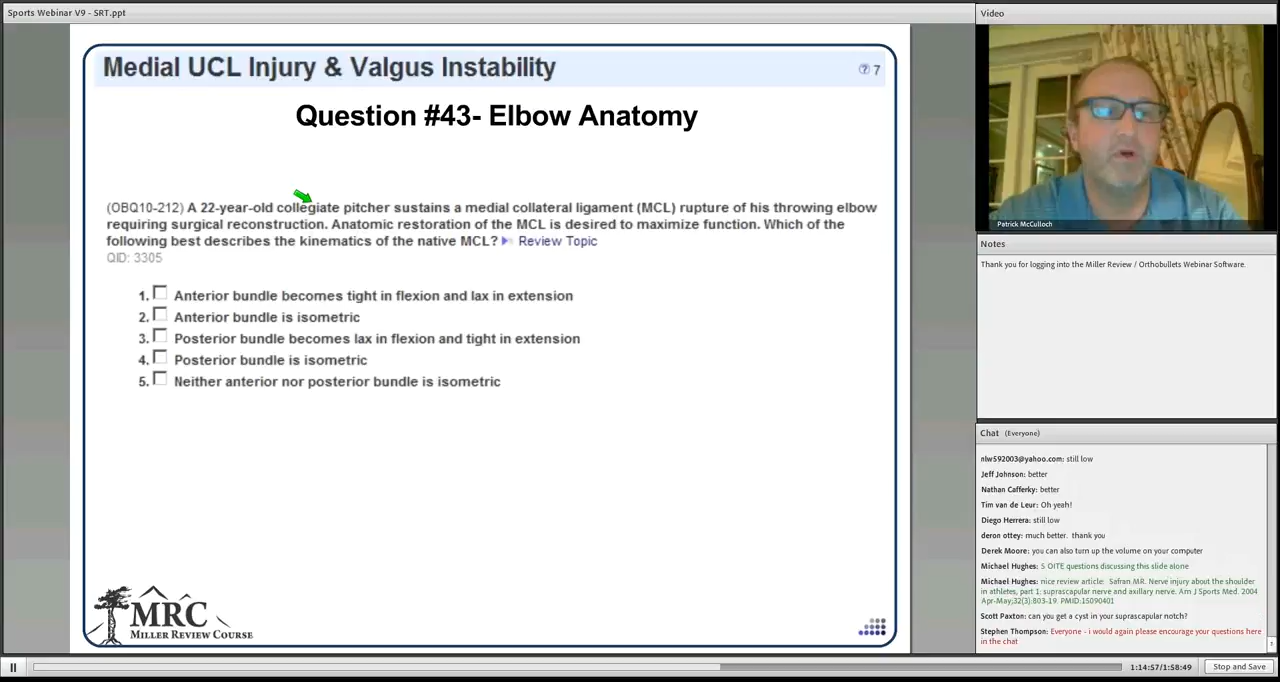 Sports Webinar V9 - SRT.ppt
Medial UCL Injury & Valgus Instability
7
Question #43- Elbow Anatomy
(OBQ10-212) A 22-year-old collegiate pitcher sustains a medial collateral ligament (MCL) rupture of his throwing elbow
requiring surgical reconstruction. Anatomic restoration of the MCL is desired to maximize function. Which of the
following best describes the kinematics of the native MCL? Review Topic
QID: 3305
1. Anterior bundle becomes tight in flexion and lax in extension
2. Anterior bundle is isometric
3. Posterior bundle becomes lax in flexion and tight in extension
4. Posterior bundle is isometric
5. Neither anterior nor posterior bundle is isometric
MRC
MILLER REVIEW COURSE
Video
Patrick McCulloch
Notes
Thank you for logging into the Miller Review / Orthobullets Webinar Software.
Chat (Everyone)
nlw592003@yahoo.com: still low
Jeff Johnson: better
Nathan Cafferky: better
Tim van de Leur: Oh yeah!
Diego Herrera: still low
deron ottey: much better. thank you
Derek Moore: you can also turn up the volume on your computer
Michael Hughes: 5 OITE questions discussing this slide alone
Michael Hughes: nice review article: Safran MR. Nerve injury about the shoulder
in athletes, part 1; suprascapular nerve and axillary nerve. Am J Sports Med. 2004
Apr-May;32(3):803-19. PMID:15090401
Scott Paxton: can you get a cyst in your suprascapular notch?
Stephen Thompson: Everyone - i would again please encourage your questions here
in the chat
1:14:57/1:58:49
Stop and Save